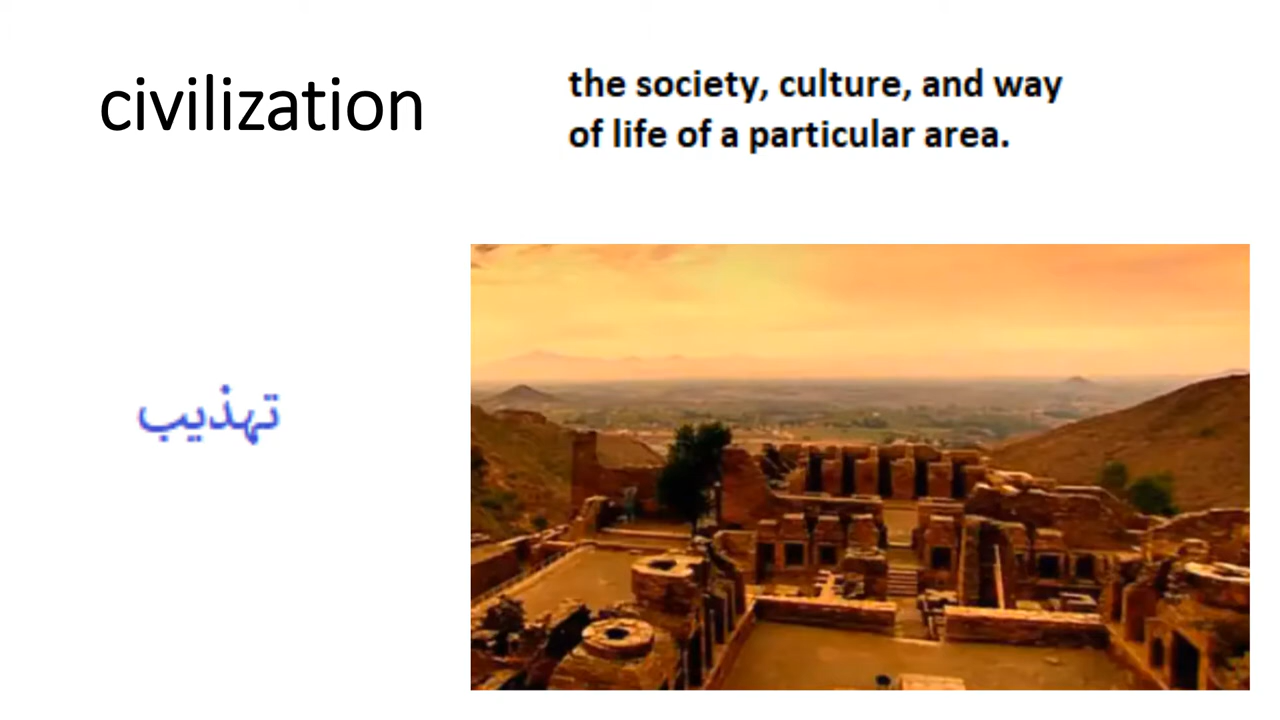 civilization
the society, culture, and way
of life of a particular area.
تہذیب